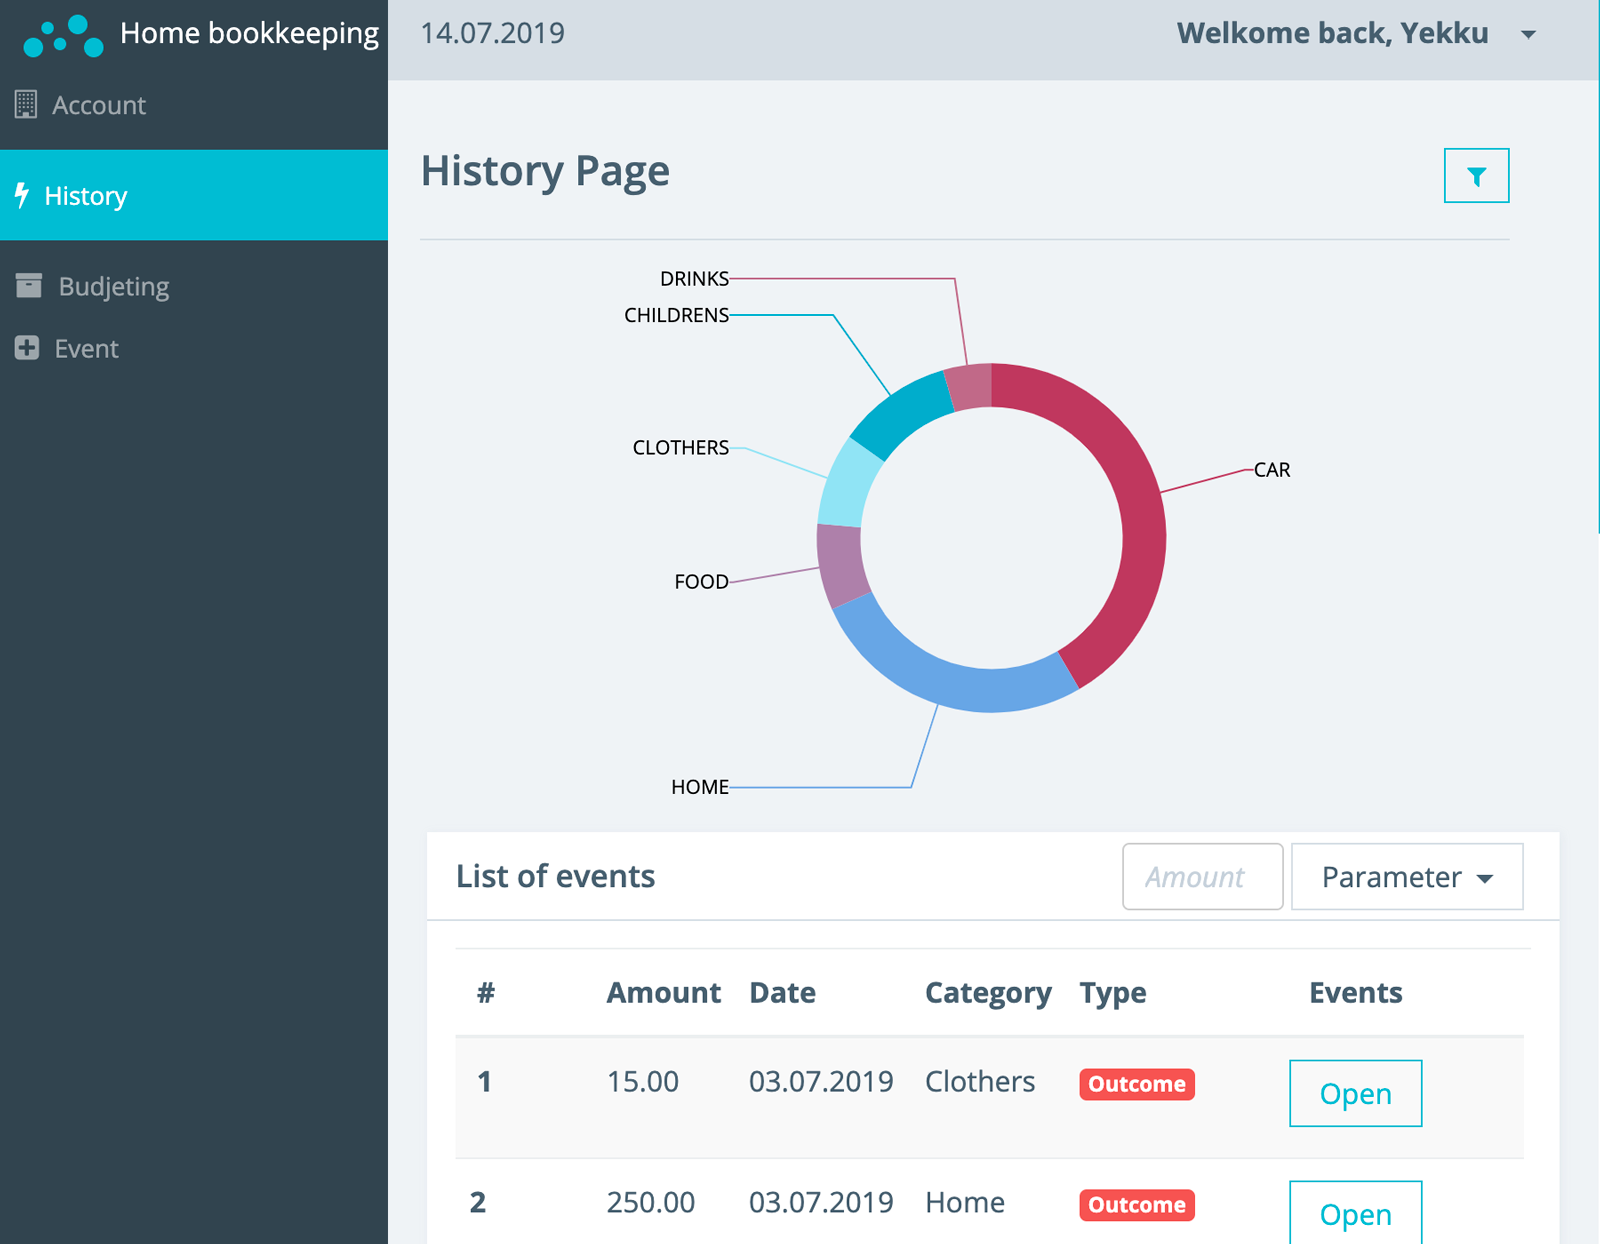 Home bookkeeping
14.07.2019
Welkome back, Yekku
Account
History
Budjeting
Event
History Page
DRINKS
CHILDRENS
CLOTHERS
CAR
FOOD
HOME
List of events
Amount
Parameter
# Amount Date Category Type Events
1 15.00 03.07.2019 Clothers Outcome Open
2 250.00 03.07.2019 Home Outcome Open